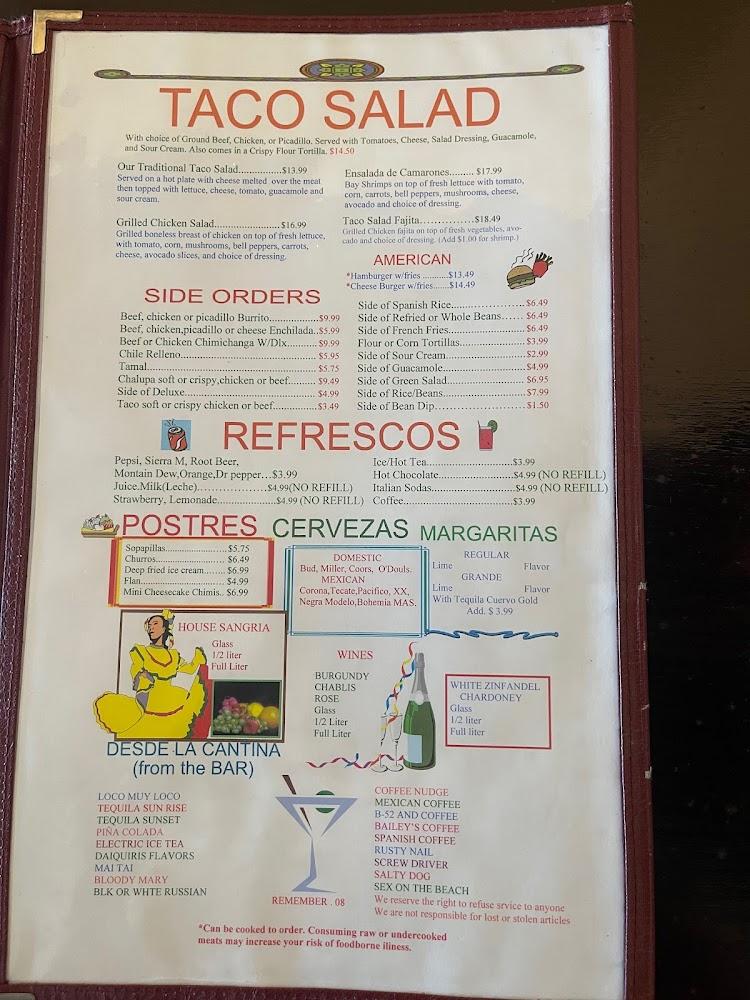 TACO SALAD
With choice of Ground Beef, Chicken, or Picadillo. Served with Tomatoes, Cheese, Salad Dressing, Guacamole,
and Sour Cream. Also comes in a Crispy Flour Tortilla. $14.50
Our Traditional Taco Salad..............$13.99
Served on a hot plate with cheese melted over the meat
then topped with lettuce, cheese, tomato, guacamole and
sour cream.
Grilled Chicken Salad......................$16.99
Grilled boneless breast of chicken on top of fresh lettuce,
with tomato, corn, mushrooms, bell peppers, carrots,
cheese, avocado slices, and choice of dressing.
Ensalada de Camarones......... $17.99
Bay Shrimps on top of fresh lettuce with tomato,
corn, carrots, bell peppers, mushrooms, cheese,
avocado and choice of dressing.
Taco Salad Fajita................$18.49
Grilled Chicken fajita on top of fresh vegetables, avo-
cado and choice of dressing. (Add $1.00 for shrimp.)
AMERICAN
*Hamburger w/fries ...........$13.49
*Cheese Burger w/fries.......$14.49
SIDE ORDERS
Beef, chicken or picadillo Burrito.................$9.99
Beef, chicken,picadillo or cheese Enchilada..$5.99
Beef or Chicken Chimichanga W/Dlx..........$9.99
Chile Relleno................................................$5.95
Tamal............................................................$5.75
Chalupa soft or crispy,chicken or beef.........$9.49
Side of Deluxe..............................................$4.99
Taco soft or crispy chicken or beef...............$3.49
Side of Spanish Rice........................$6.49
Side of Refried or Whole Beans...... $6.49
Side of French Fries..........................$6.49
Flour or Corn Tortillas......................$3.99
Side of Sour Cream...........................$2.99
Side of Guacamole............................$4.99
Side of Green Salad...........................$6.95
Side of Rice/Beans............................$7.99
Side of Bean Dip..............................$1.50
REFRESCOS
Pepsi, Sierra M, Root Beer,
Montain Dew,Orange,Dr pepper...$3.99
Juice.Milk(Leche)....................$4.99(NO REFILL)
Strawberry, Lemonade.................$4.99 (NO REFILL)
Ice/Hot Tea.........................$3.99
Hot Chocolate......................$4.99 (NO REFILL)
Italian Sodas........................$4.99 (NO REFILL)
Coffee..................................$3.99
POSTRES
Sopapillas......................$5.75
Churros..........................$6.49
Deep fried ice cream....... $6.99
Flan................................ $4.99
Mini Cheesecake Chimis.. $6.99
CERVEZAS
DOMESTIC
Bud, Miller, Coors, O'Douls.
MEXICAN
Corona,Tecate,Pacifico, XX,
Negra Modelo,Bohemia MAS.
MARGARITAS
REGULAR
Lime Flavor
GRANDE
Lime Flavor
With Tequila Cuervo Gold
Add. $ 3.99
HOUSE SANGRIA
Glass
1/2 liter
Full Liter
WINES
BURGUNDY
CHABLIS
ROSE
Glass
1/2 Liter
Full Liter
WHITE ZINFANDEL
CHARDONEY
Glass
1/2 liter
Full liter
DESDE LA CANTINA
(from the BAR)
LOCO MUY LOCO
TEQUILA SUN RISE
TEQUILA SUNSET
PIÑA COLADA
ELECTRIC ICE TEA
DAIQUIRIS FLAVORS
MAI TAI
BLOODY MARY
BLK OR WHTE RUSSIAN
REMEMBER . 08
COFFEE NUDGE
MEXICAN COFFEE
B-52 AND COFFEE
BAILEY'S COFFEE
SPANISH COFFEE
RUSTY NAIL
SCREW DRIVER
SALTY DOG
SEX ON THE BEACH
We reserve the right to refuse srvice to anyone
We are not responsible for lost or stolen articles
*Can be cooked to order. Consuming raw or undercooked
meats may increase your risk of foodborne iliness.